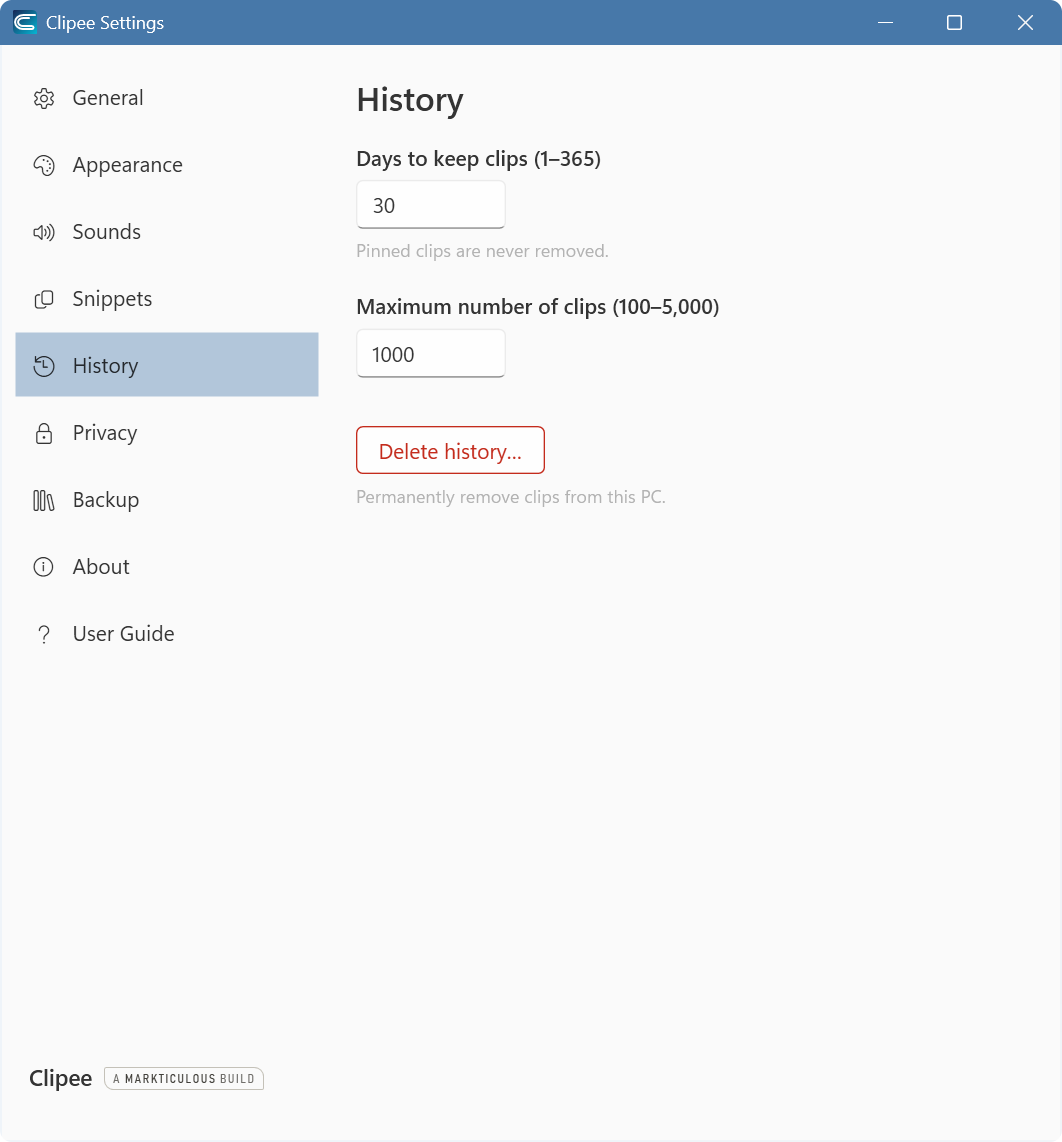 Clipee Settings
General
Appearance
Sounds
Snippets
History
Privacy
Backup
About
User Guide
History
Days to keep clips (1–365)
30
Pinned clips are never removed.
Maximum number of clips (100–5,000)
1000
Delete history...
Permanently remove clips from this PC.
Clipee
A MARKTICULOUS BUILD